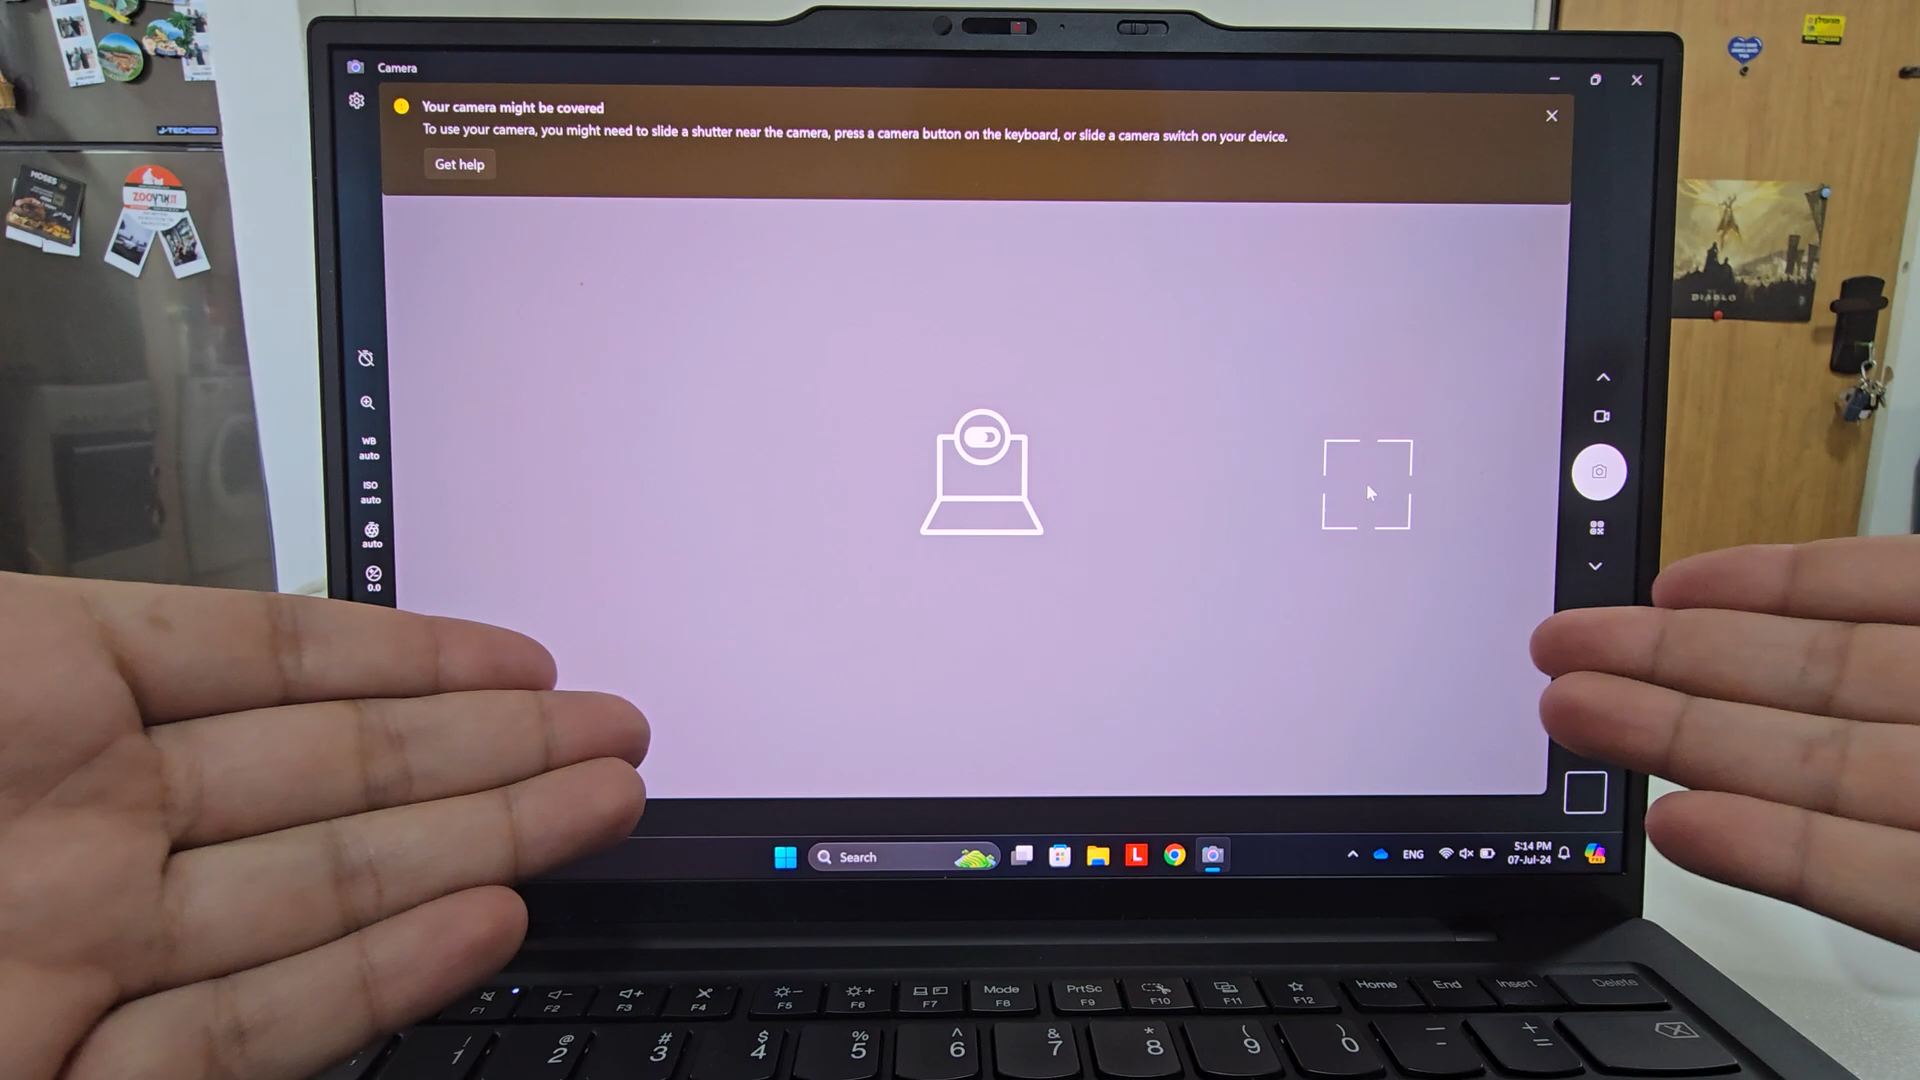 Camera
Your camera might be covered
To use your camera, you might need to slide a shutter near the camera, press a camera button on the keyboard, or slide a camera switch on your device.
Get help
WB
auto
ISO
auto
auto
0.0
Search
L
ENG
5:14 PM
07-Jul-24
PRE
J-TECH
MOSES
DIABLO
F1
F2
F3
F4
F5
F6
F7
Mode
F8
PrtSc
F9
F10
F11
F12
Home
End
Insert
Delete
! 1
@ 2
# 3
$ 4
% 5
^ 6
& 7
* 8
( 9
) 0
_ -
+ =